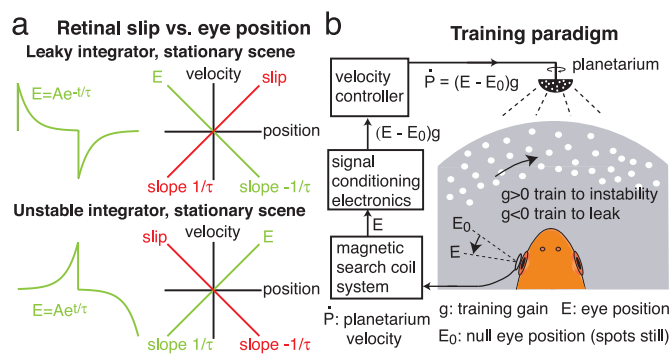 a
Retinal slip vs. eye position
Leaky integrator, stationary scene
E=Ae-t/τ
E
velocity
slip
position
slope 1/τ
slope -1/τ
Unstable integrator, stationary scene
E=Aet/τ
slip
velocity
E
position
slope 1/τ
slope -1/τ
b
Training paradigm
velocity
controller
Ṗ = (E - E0)g
planetarium
(E - E0)g
signal
conditioning
electronics
E
magnetic
search coil
system
g>0 train to instability
g<0 train to leak
E0
E
Ṗ: planetarium
velocity
g: training gain E: eye position
E0: null eye position (spots still)